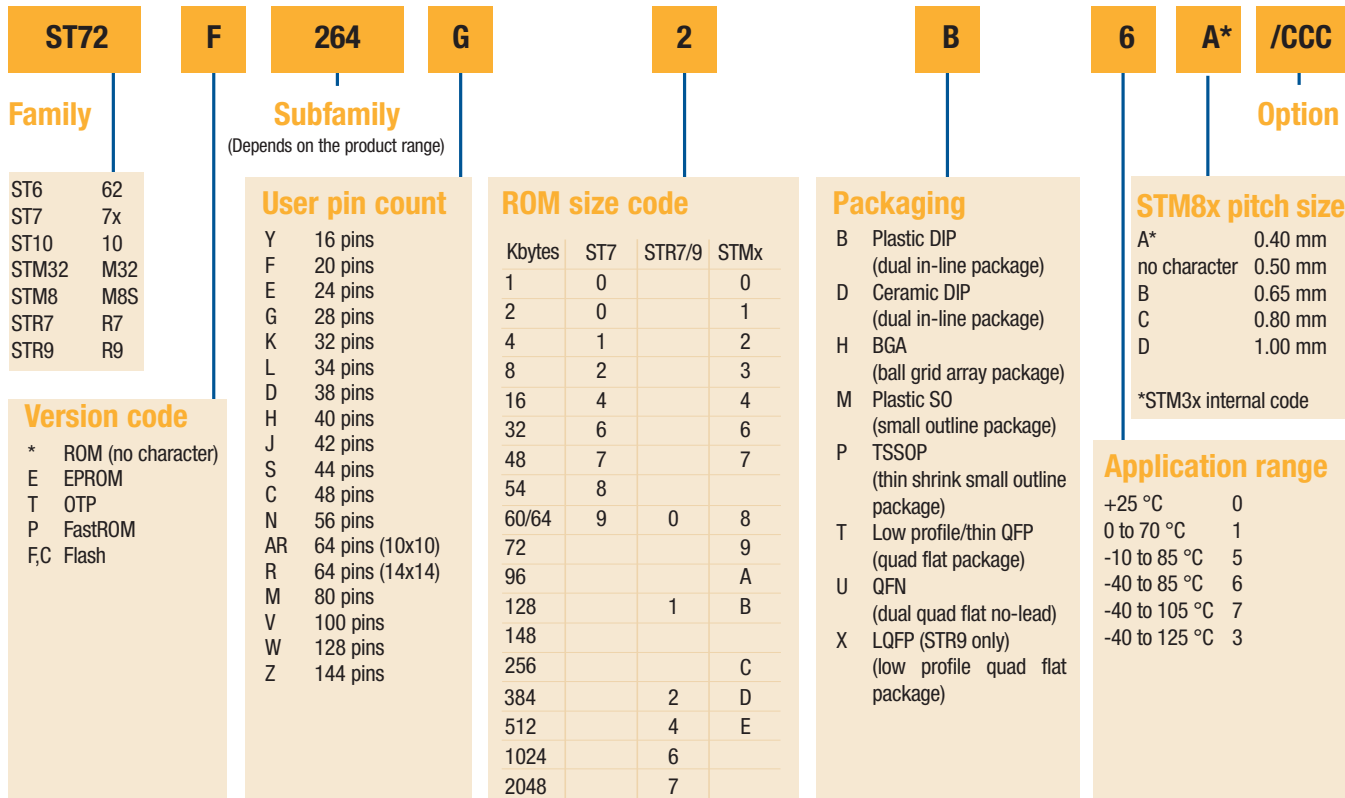 ST72 F 264 G 2 B 6 A* /CCC
Family
ST6 62
ST7 7x
ST10 10
STM32 M32
STM8 M8S
STR7 R7
STR9 R9
Version code
* ROM (no character)
E EPROM
T OTP
P FastROM
F,C Flash
Subfamily
(Depends on the product range)
User pin count
Y 16 pins
F 20 pins
E 24 pins
G 28 pins
K 32 pins
L 34 pins
D 38 pins
H 40 pins
J 42 pins
S 44 pins
C 48 pins
N 56 pins
AR 64 pins (10x10)
R 64 pins (14x14)
M 80 pins
V 100 pins
W 128 pins
Z 144 pins
ROM size code
Kbytes ST7 STR7/9 STMx
1 0 0
2 0 1
4 1 2
8 2 3
16 4 4
32 6 6
48 7 7
54 8
60/64 9 0 8
72 9
96 A
128 1 B
148
256 C
384 2 D
512 4 E
1024 6
2048 7
Packaging
B Plastic DIP
(dual in-line package)
D Ceramic DIP
(dual in-line package)
H BGA
(ball grid array package)
M Plastic SO
(small outline package)
P TSSOP
(thin shrink small outline
package)
T Low profile/thin QFP
(quad flat package)
U QFN
(dual quad flat no-lead)
X LQFP (STR9 only)
(low profile quad flat
package)
Option
STM8x pitch size
A* 0.40 mm
no character 0.50 mm
B 0.65 mm
C 0.80 mm
D 1.00 mm
*STM3x internal code
Application range
+25 °C 0
0 to 70 °C 1
-10 to 85 °C 5
-40 to 85 °C 6
-40 to 105 °C 7
-40 to 125 °C 3